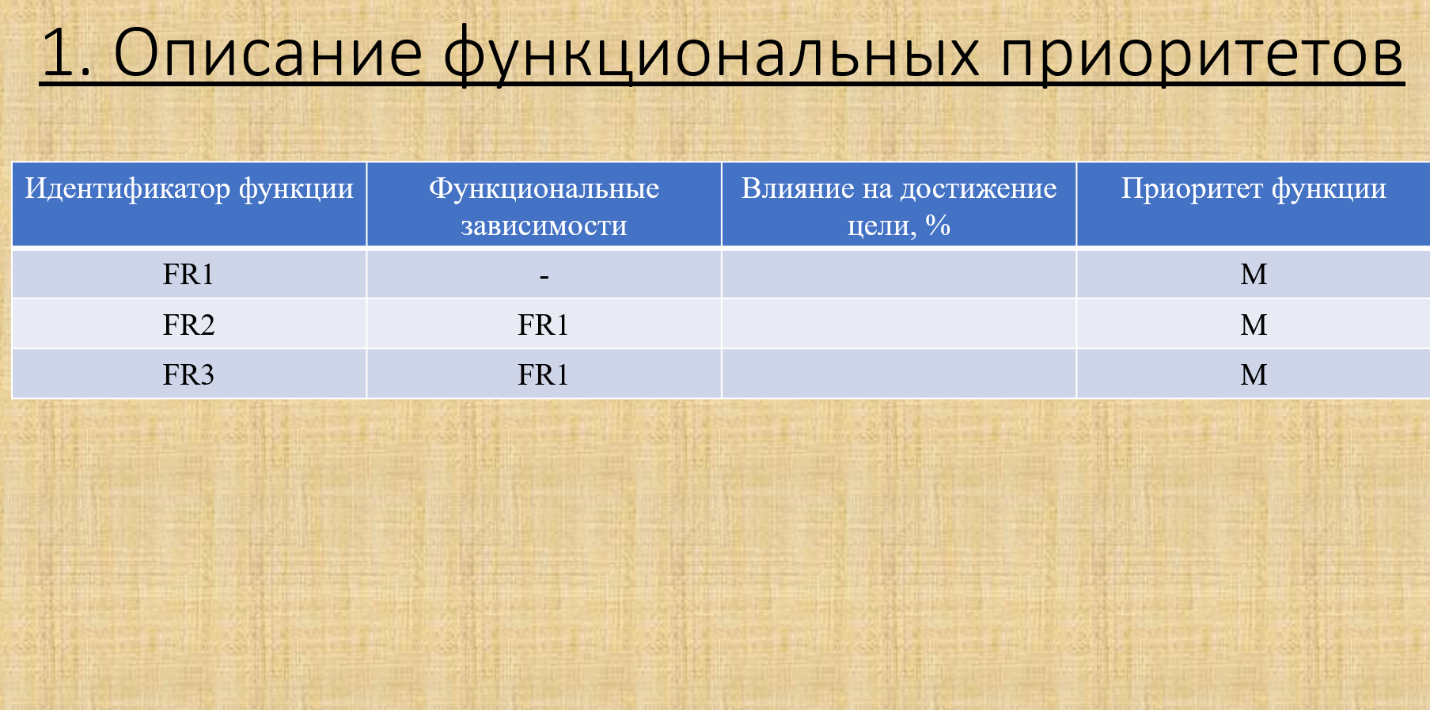 1. Описание функциональных приоритетов
Идентификатор функции
Функциональные
зависимости
Влияние на достижение
цели, %
Приоритет функции
FR1
-
M
FR2
FR1
M
FR3
FR1
M